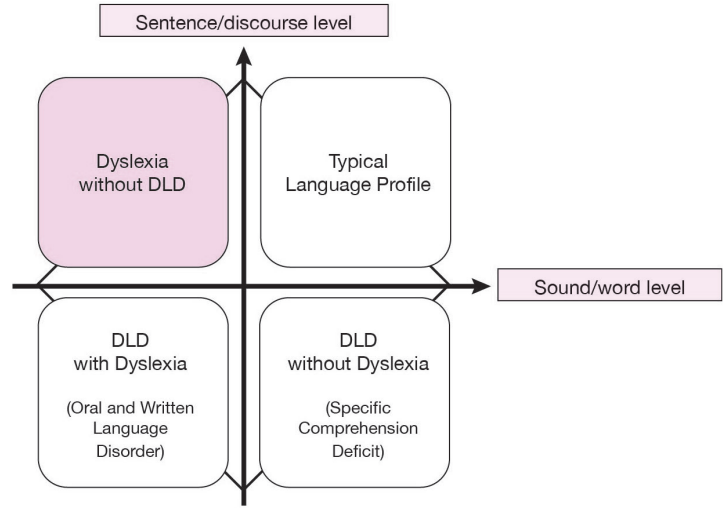 Sentence/discourse level
Dyslexia
without DLD
Typical
Language Profile
Sound/word level
DLD
with Dyslexia
(Oral and Written
Language
Disorder)
DLD
without Dyslexia
(Specific
Comprehension
Deficit)